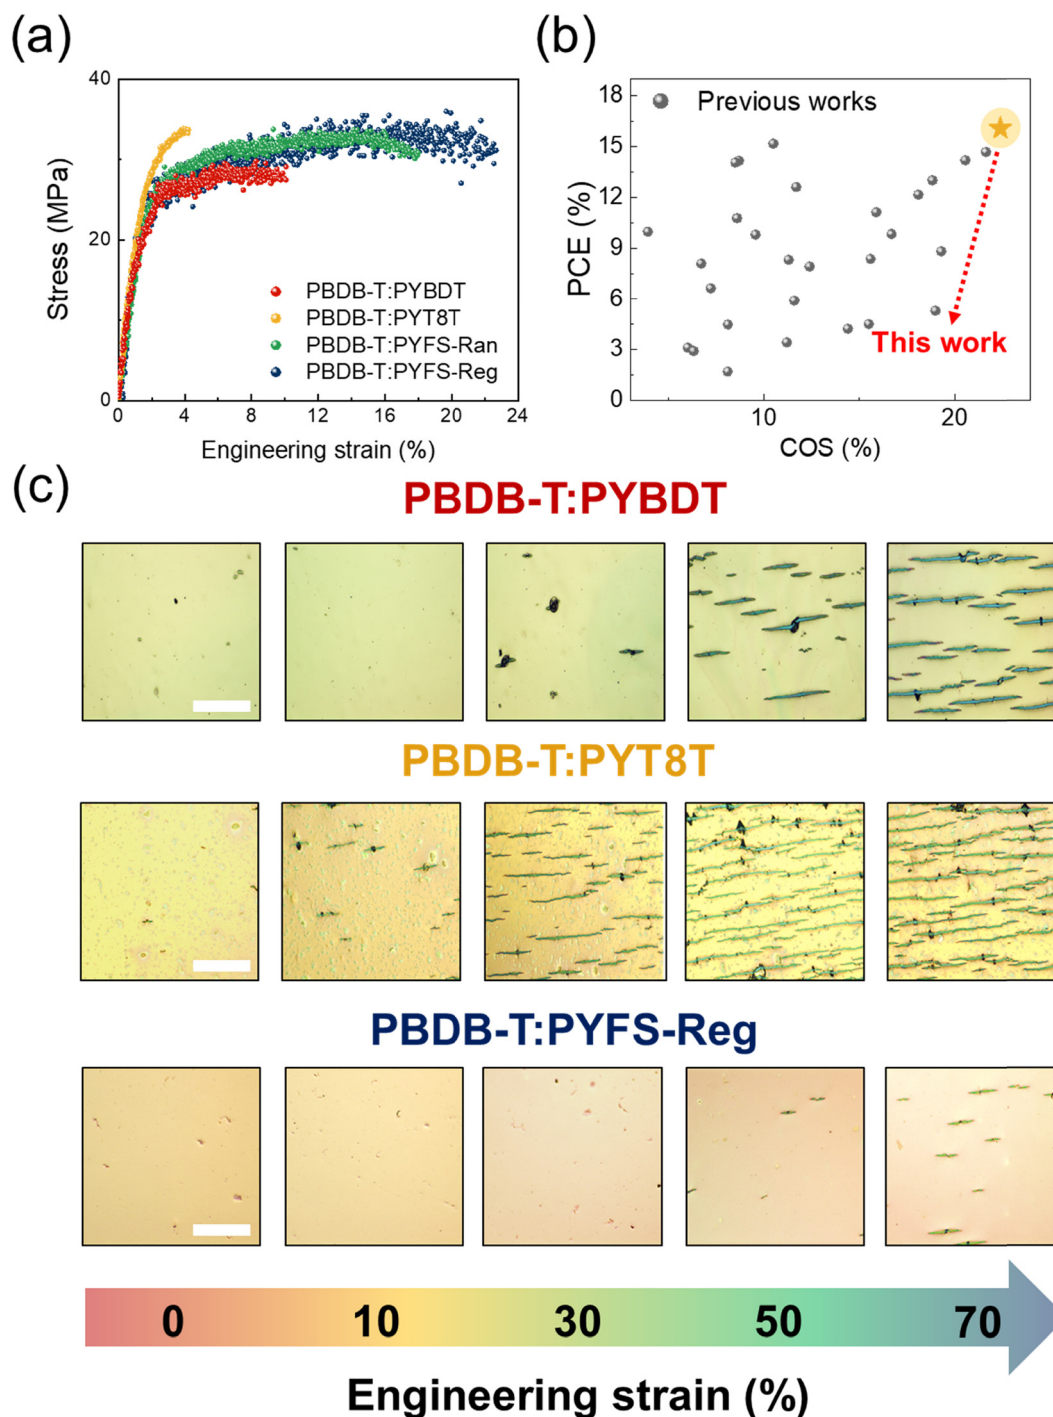 (a)
40
20
0
Stress (MPa)
PBDB-T:PYBDT
PBDB-T:PYT8T
PBDB-T:PYFS-Ran
PBDB-T:PYFS-Reg
0 4 8 12 16 20 24
Engineering strain (%)
(b)
18
15
12
9
6
3
0
PCE (%)
Previous works
This work
10 20
COS (%)
(c)
PBDB-T:PYBDT
PBDB-T:PYT8T
PBDB-T:PYFS-Reg
0 10 30 50 70
Engineering strain (%)